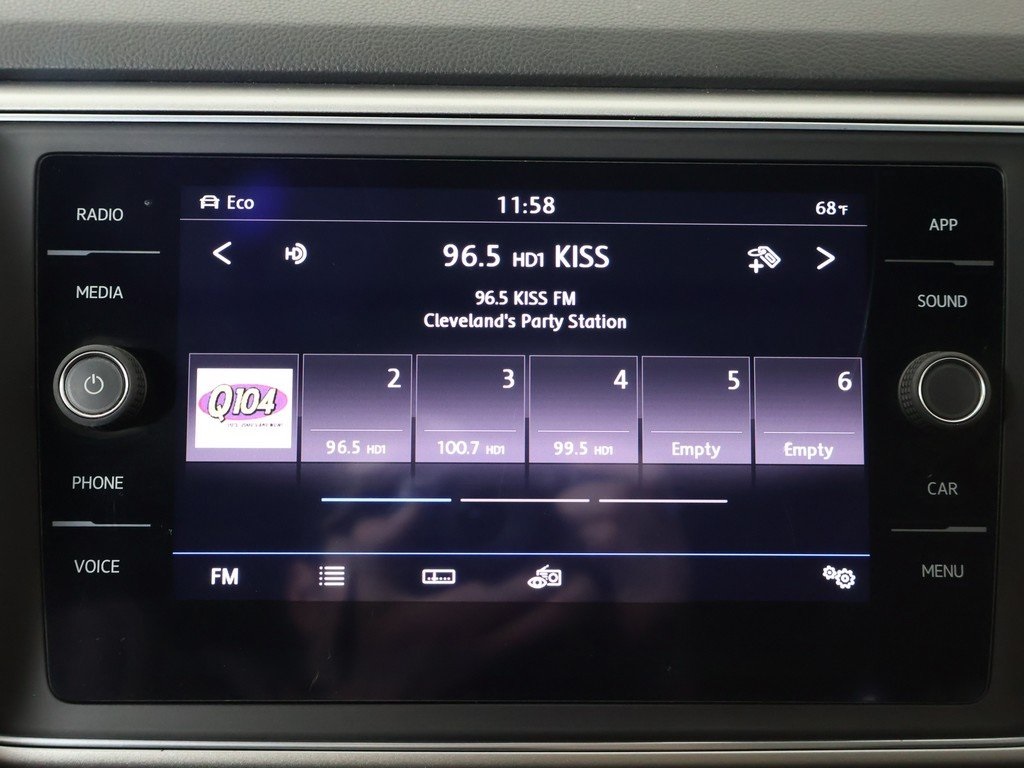 RADIO
MEDIA
PHONE
VOICE
Eco
11:58
68°F
HD
96.5 HD1 KISS
96.5 KISS FM
Cleveland's Party Station
Q104
2
96.5 HD1
3
100.7 HD1
4
99.5 HD1
5
Empty
6
Empty
FM
APP
SOUND
CAR
MENU